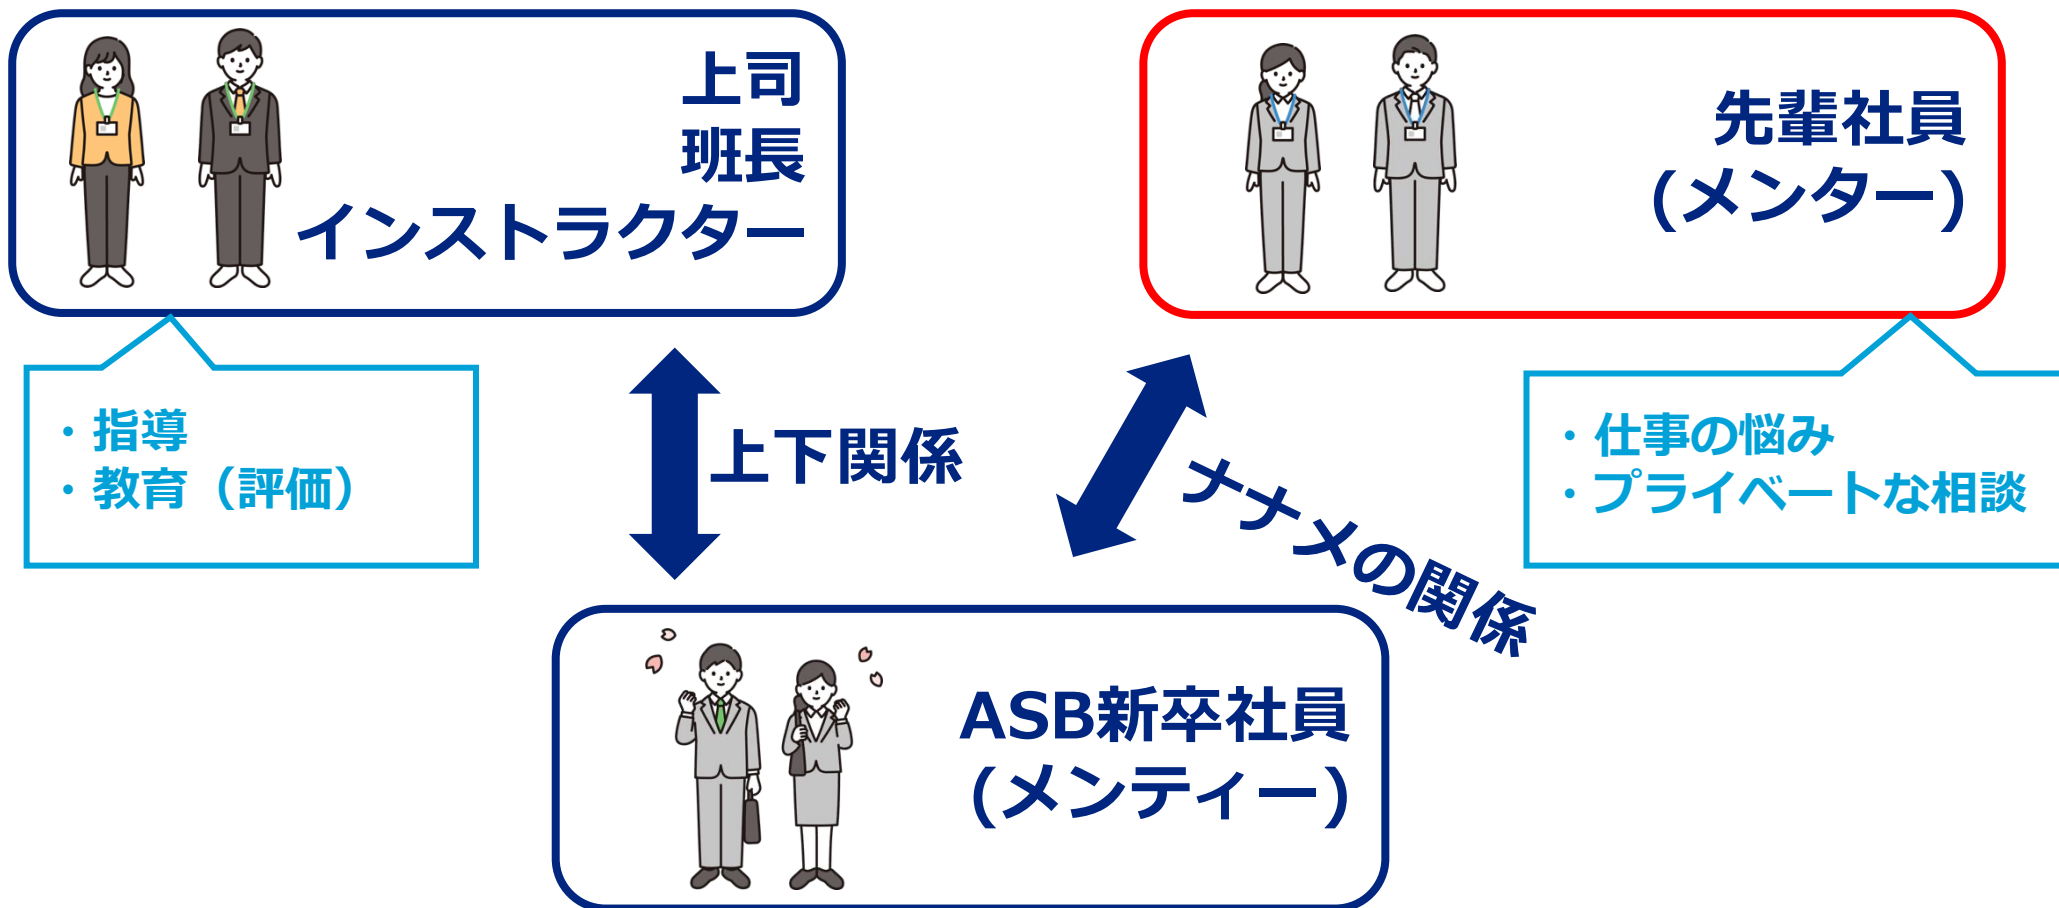 上司
班長
インストラクター
先輩社員
(メンター)
・指導
・教育（評価）
上下関係
ナナメの関係
・仕事の悩み
・プライベートな相談
ASB新卒社員
(メンティー)